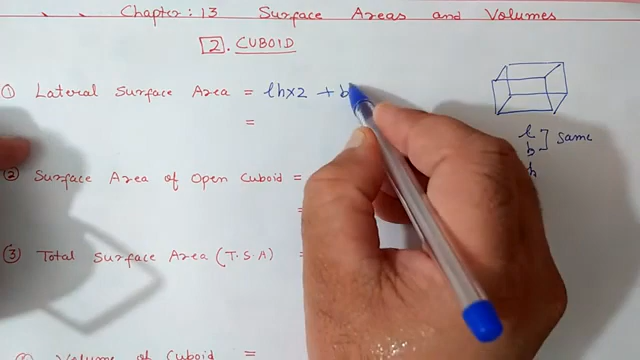 Chapter: 13 Surface Areas and Volumes
2. CUBOID
① Lateral Surface Area = lh×2 + b
=
l
b ] same
h
② Surface Area of Open Cuboid =
=
③ Total Surface Area (T.S.A) =
Volume of Cuboid =